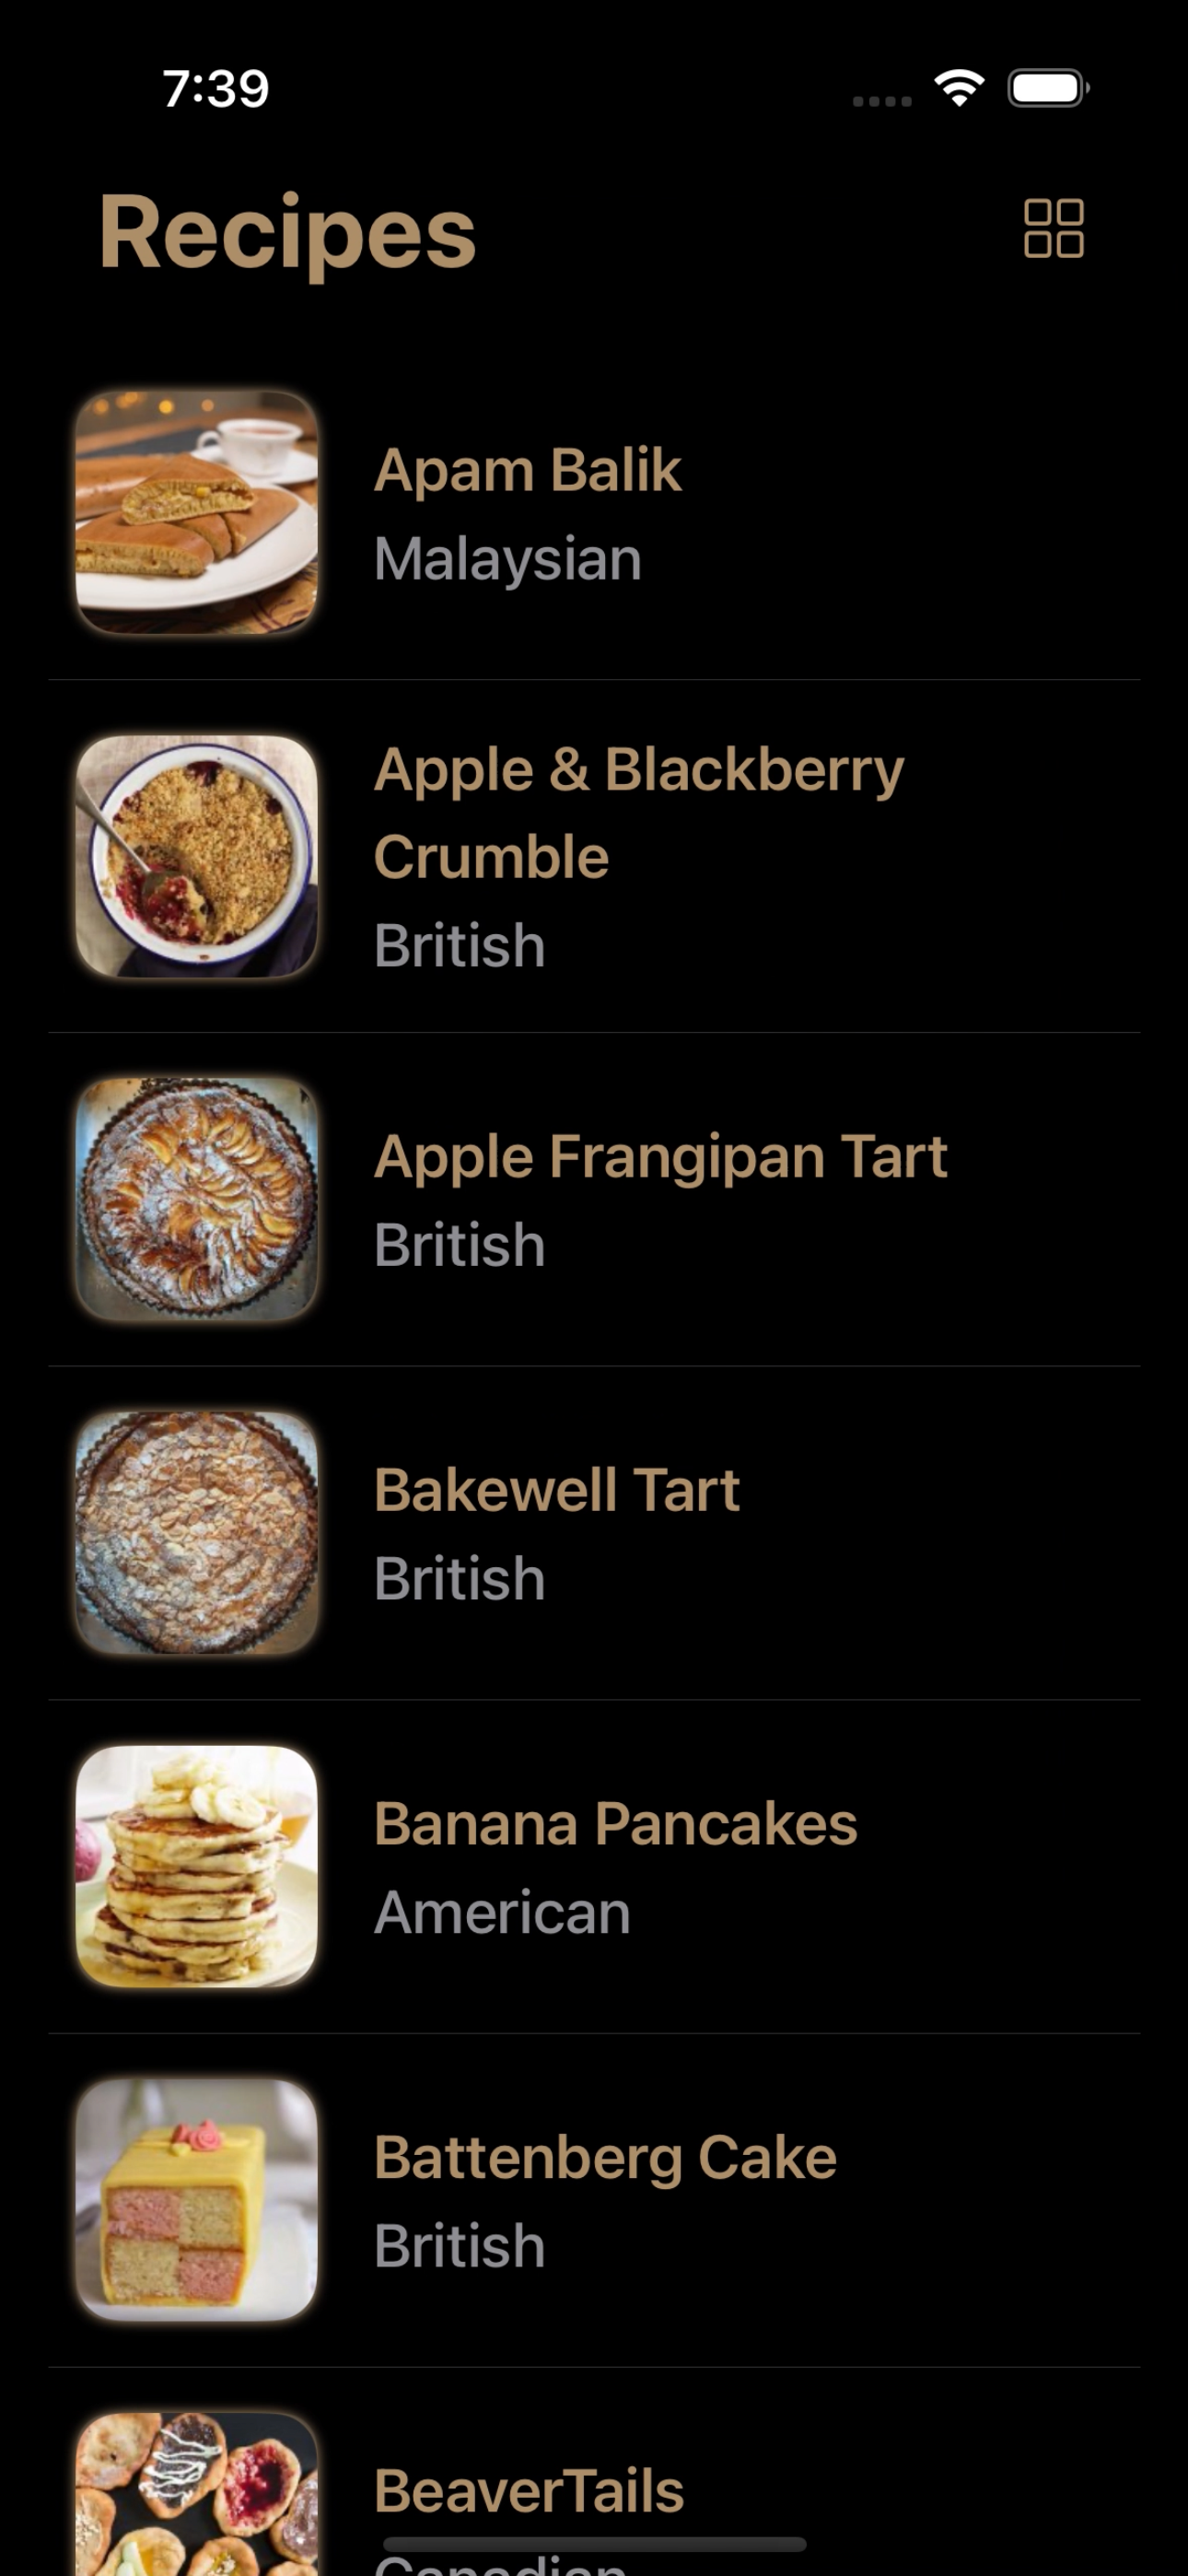 7:39
Recipes
Apam Balik
Malaysian
Apple & Blackberry
Crumble
British
Apple Frangipan Tart
British
Bakewell Tart
British
Banana Pancakes
American
Battenberg Cake
British
BeaverTails
Canadian